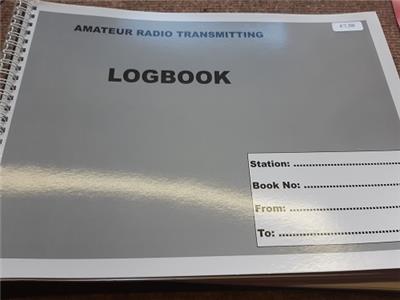 AMATEUR RADIO TRANSMITTING
LOGBOOK
Station: ..............................
Book No: ..............................
From: ..............................
To: ..............................